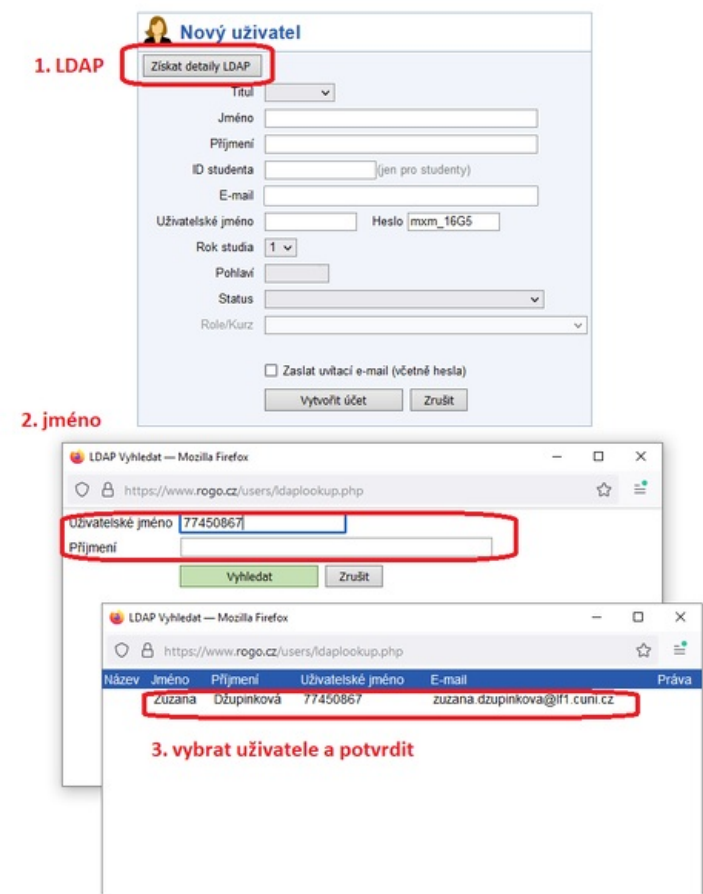 Nový uživatel
1. LDAP
Získat detaily LDAP
Titul
Jméno
Příjmení
ID studenta (jen pro studenty)
E-mail
Uživatelské jméno Heslo mxm_16G5
Rok studia 1
Pohlaví
Status
Role/Kurz
Zaslat uvítací e-mail (včetně hesla)
Vytvořit účet Zrušit
2. jméno
LDAP Vyhledat — Mozilla Firefox
https://www.rogo.cz/users/ldaplookup.php
Uživatelské jméno 77450867
Příjmení
Vyhledat Zrušit
LDAP Vyhledat — Mozilla Firefox
https://www.rogo.cz/users/ldaplookup.php
Název Jméno Příjmení Uživatelské jméno E-mail Práva
Zuzana Džupinková 77450867 zuzana.dzupinkova@lf1.cuni.cz
3. vybrat uživatele a potvrdit